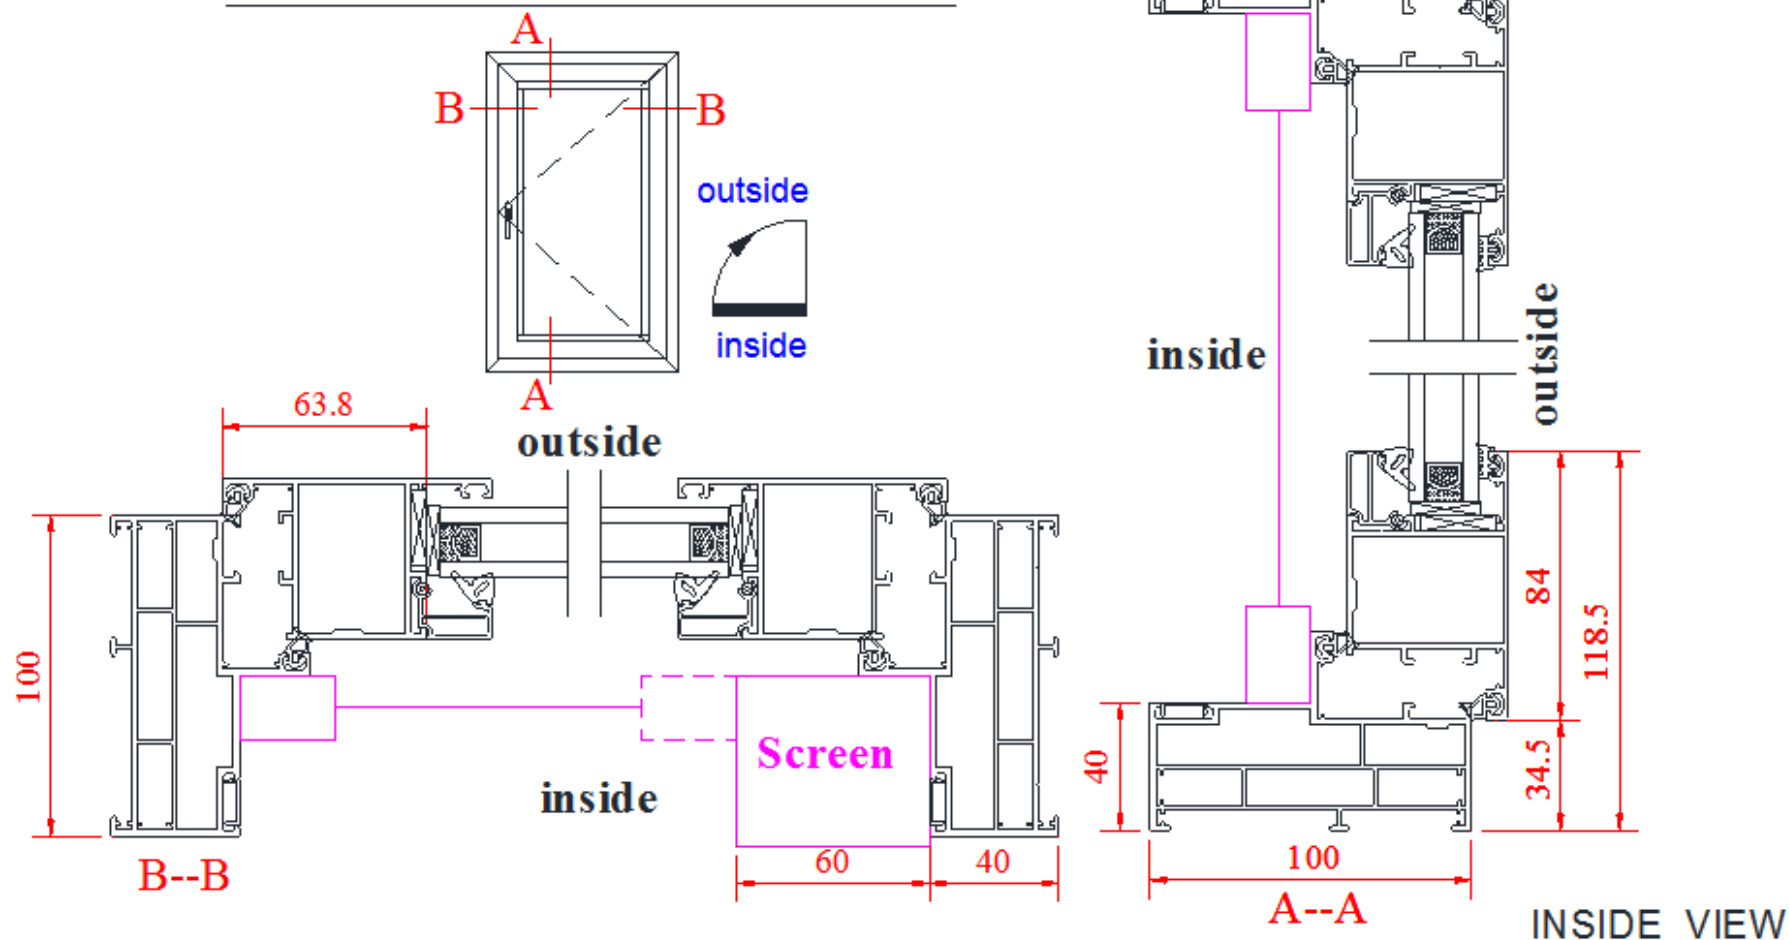 A
B
B
outside
inside
A
63.8
outside
100
Screen
inside
60
40
B--B
inside
outside
84
118.5
40
34.5
100
A--A
INSIDE VIEW